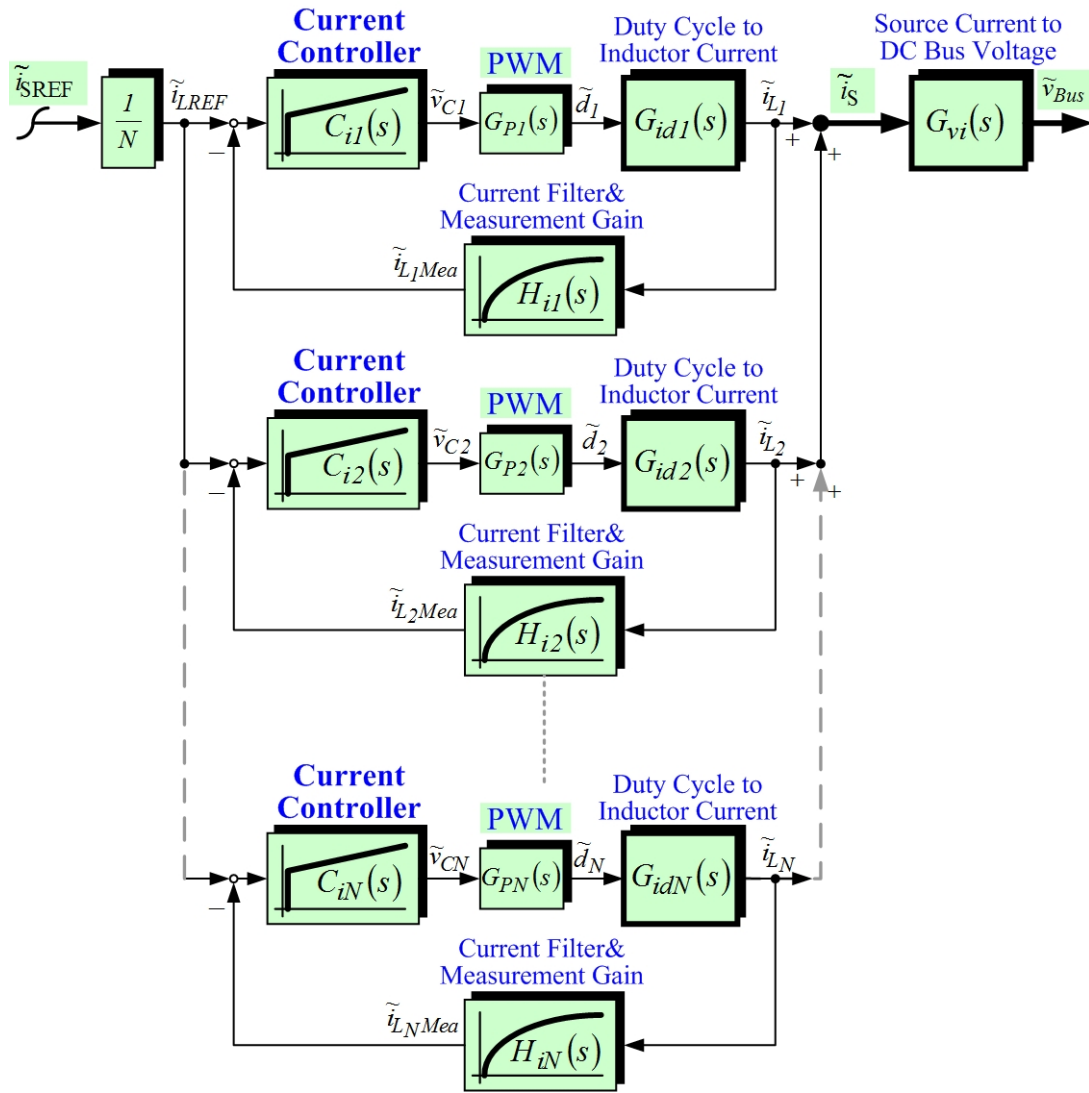 Current
Controller
Duty Cycle to
Inductor Current
Source Current to
DC Bus Voltage
PWM
ĩSREF
1
N
ĩLREF
−
Ci1(s)
ṽC1
GP1(s)
d̃1
Gid1(s)
ĩL1
+
+
ĩS
Gvi(s)
ṽBus
Current Filter&
Measurement Gain
ĩL1Mea
Hi1(s)
Current
Controller
Duty Cycle to
Inductor Current
PWM
−
Ci2(s)
ṽC2
GP2(s)
d̃2
Gid2(s)
ĩL2
+
+
Current Filter&
Measurement Gain
ĩL2Mea
Hi2(s)
Current
Controller
Duty Cycle to
Inductor Current
PWM
−
CiN(s)
ṽCN
GPN(s)
d̃N
GidN(s)
ĩLN
Current Filter&
Measurement Gain
ĩLNMea
HiN(s)